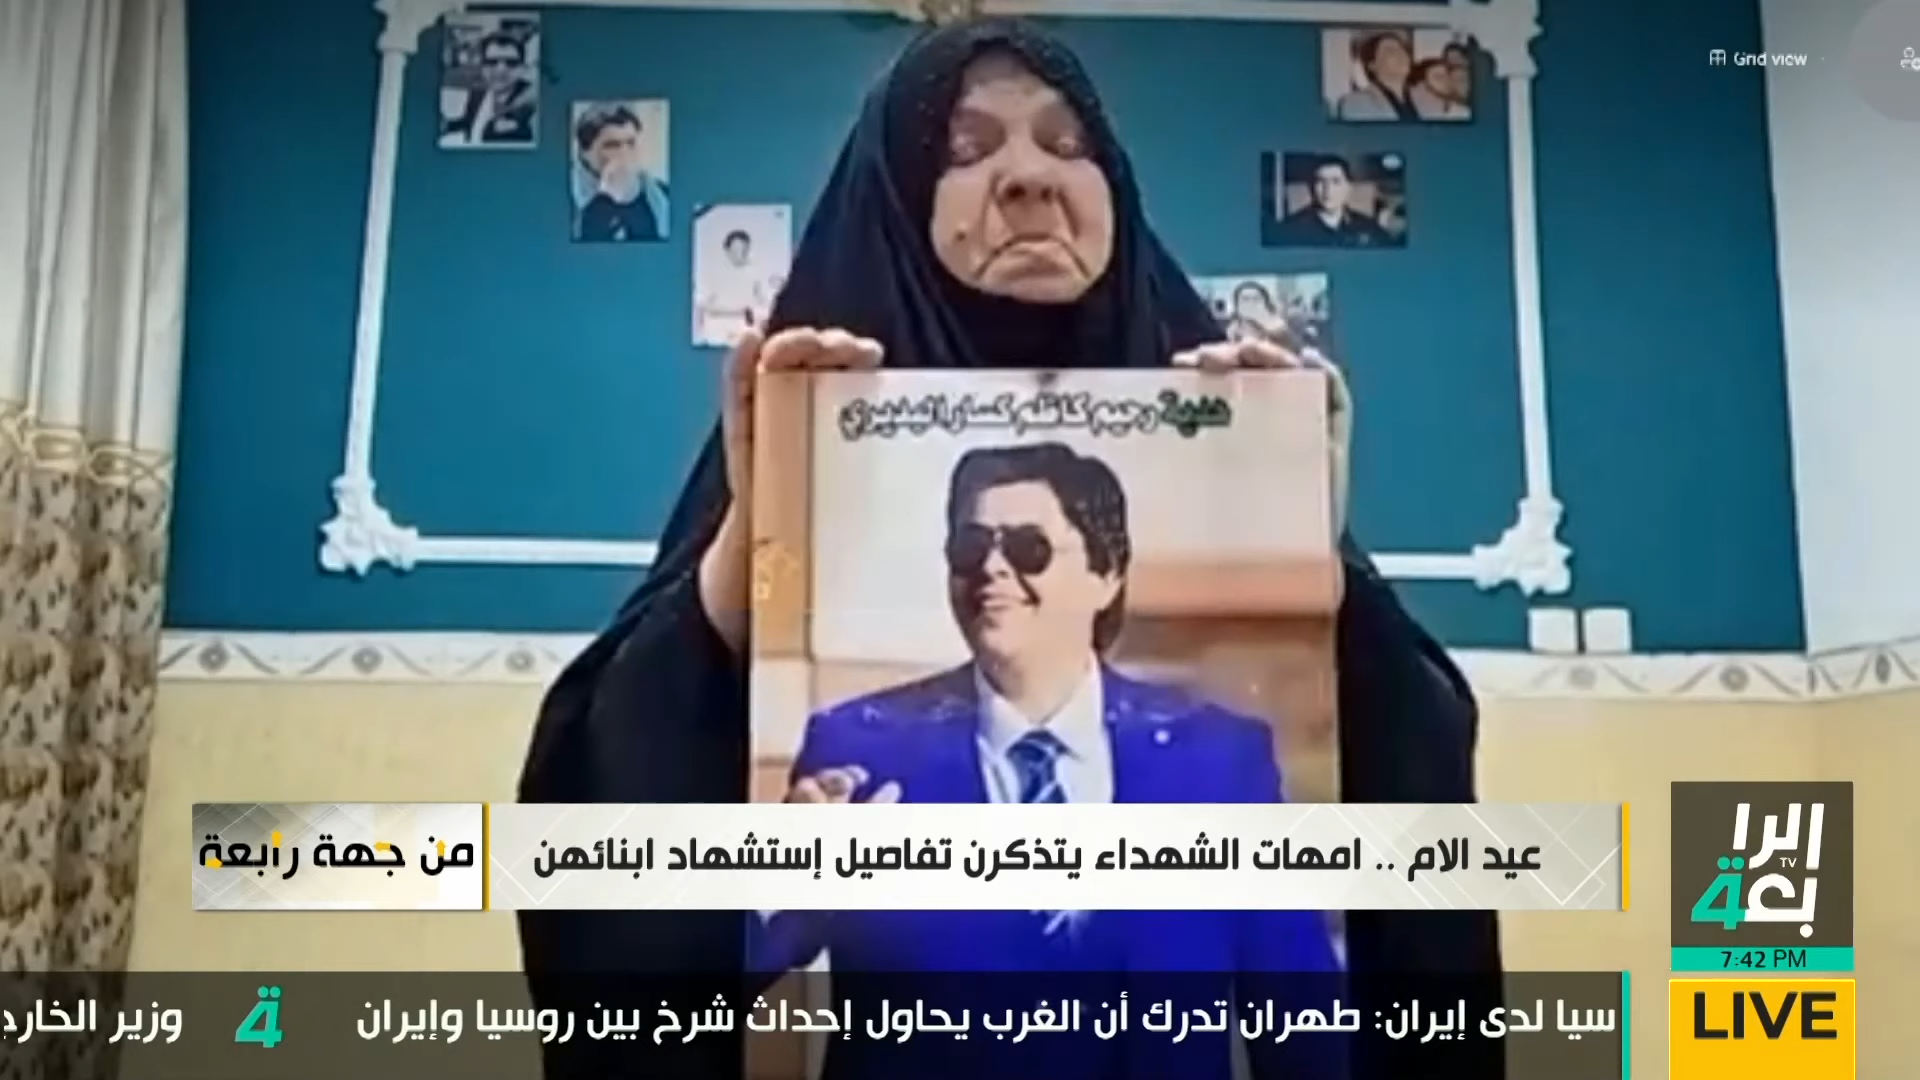 Grid view
رحيم كاظم كسار
من جهة رابعة
عيد الام .. امهات الشهداء يتذكرن تفاصيل إستشهاد ابنائهن
الرابعة
TV
7:42 PM
LIVE
سيا لدى إيران: طهران تدرك أن الغرب يحاول إحداث شرخ بين روسيا وإيران
وزير الخارج